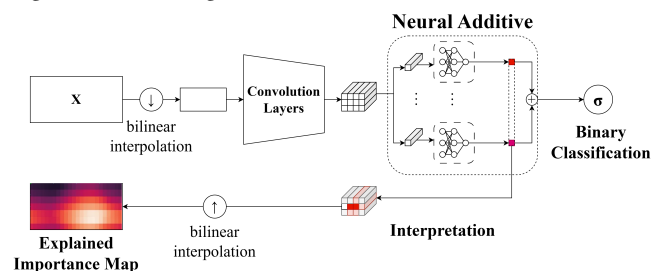 Neural Additive
X
↓
bilinear
interpolation
Convolution
Layers
σ
Binary
Classification
↑
bilinear
interpolation
Interpretation
Explained
Importance Map